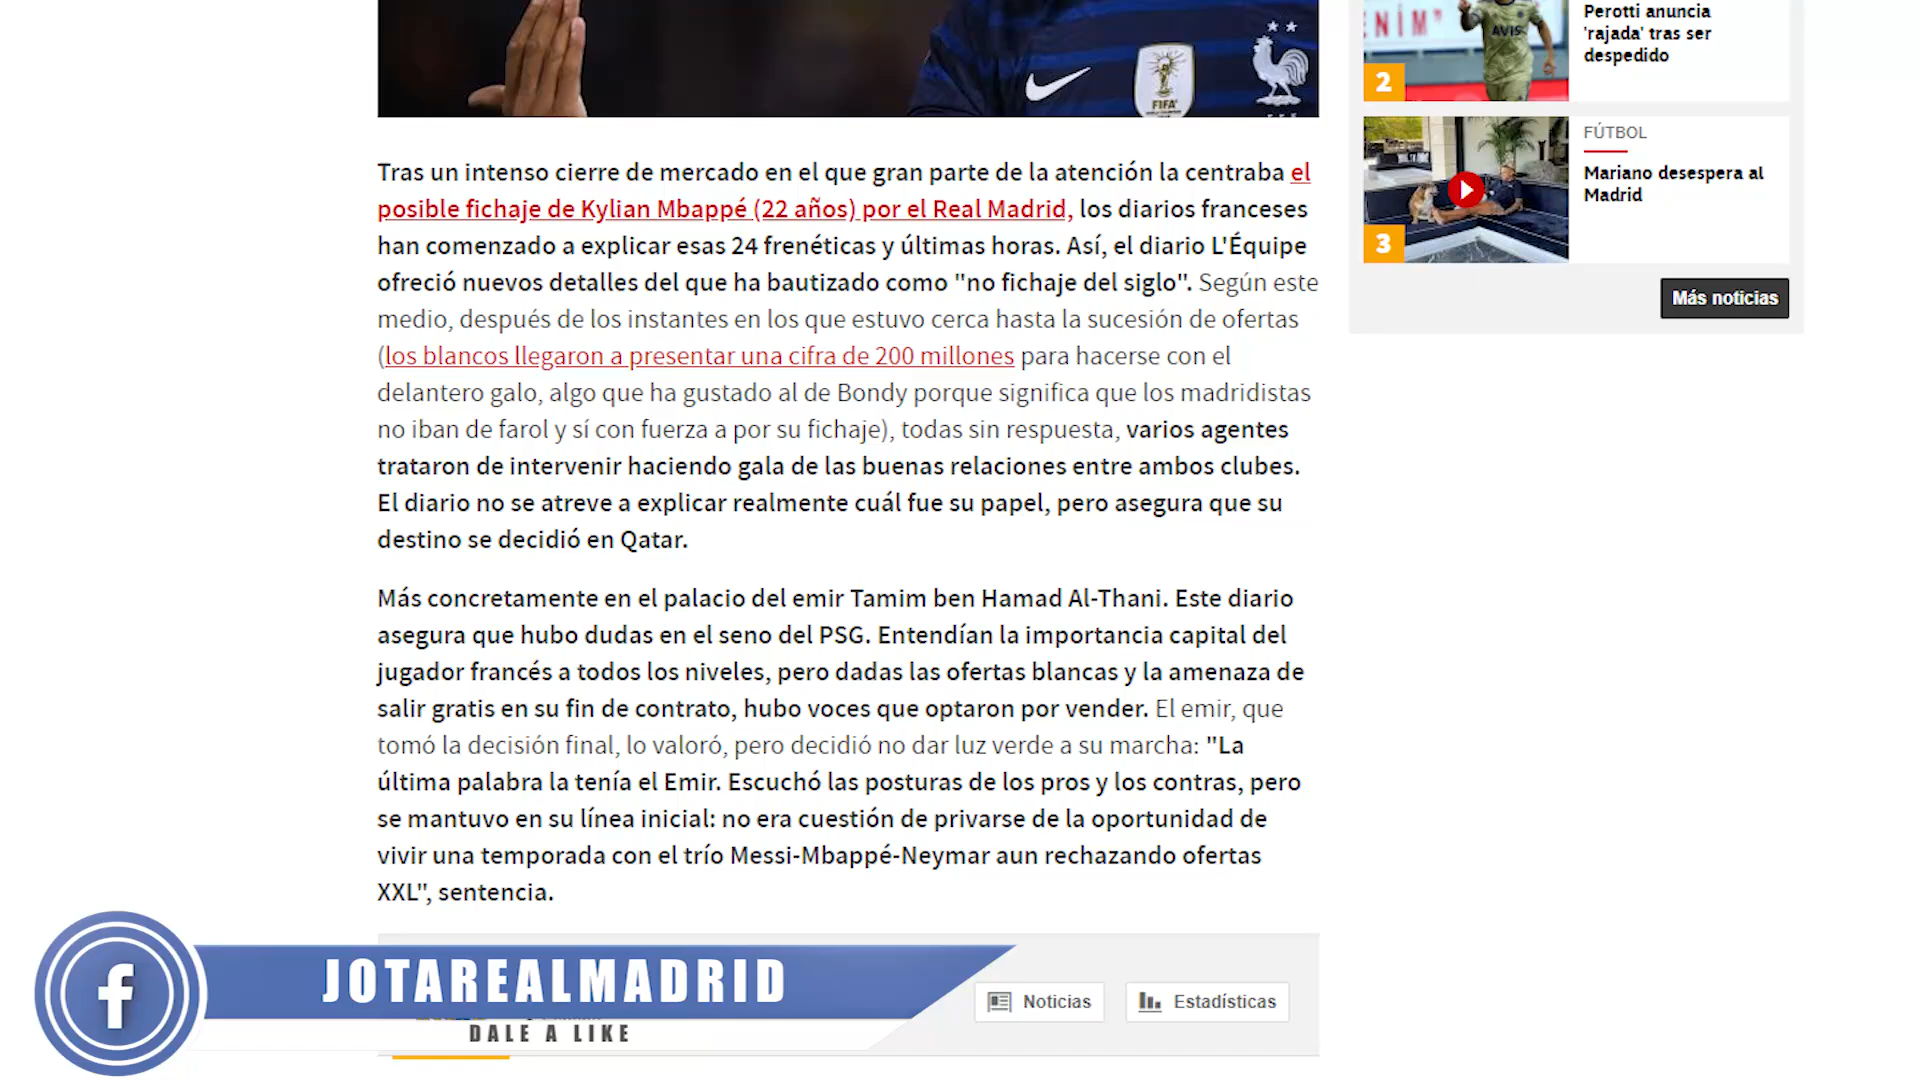 FIFA
Tras un intenso cierre de mercado en el que gran parte de la atención la centraba el
posible fichaje de Kylian Mbappé (22 años) por el Real Madrid, los diarios franceses
han comenzado a explicar esas 24 frenéticas y últimas horas. Así, el diario L'Équipe
ofreció nuevos detalles del que ha bautizado como "no fichaje del siglo". Según este
medio, después de los instantes en los que estuvo cerca hasta la sucesión de ofertas
(los blancos llegaron a presentar una cifra de 200 millones para hacerse con el
delantero galo, algo que ha gustado al de Bondy porque significa que los madridistas
no iban de farol y sí con fuerza a por su fichaje), todas sin respuesta, varios agentes
trataron de intervenir haciendo gala de las buenas relaciones entre ambos clubes.
El diario no se atreve a explicar realmente cuál fue su papel, pero asegura que su
destino se decidió en Qatar.
Más concretamente en el palacio del emir Tamim ben Hamad Al-Thani. Este diario
asegura que hubo dudas en el seno del PSG. Entendían la importancia capital del
jugador francés a todos los niveles, pero dadas las ofertas blancas y la amenaza de
salir gratis en su fin de contrato, hubo voces que optaron por vender. El emir, que
tomó la decisión final, lo valoró, pero decidió no dar luz verde a su marcha: "La
última palabra la tenía el Emir. Escuchó las posturas de los pros y los contras, pero
se mantuvo en su línea inicial: no era cuestión de privarse de la oportunidad de
vivir una temporada con el trío Messi-Mbappé-Neymar aun rechazando ofertas
XXL", sentencia.
Noticias
Estadísticas
f
JOTAREALMADRID
DALE A LIKE
ENİM"
AVIS
2
Perotti anuncia
'rajada' tras ser
despedido
3
FÚTBOL
Mariano desespera al
Madrid
Más noticias